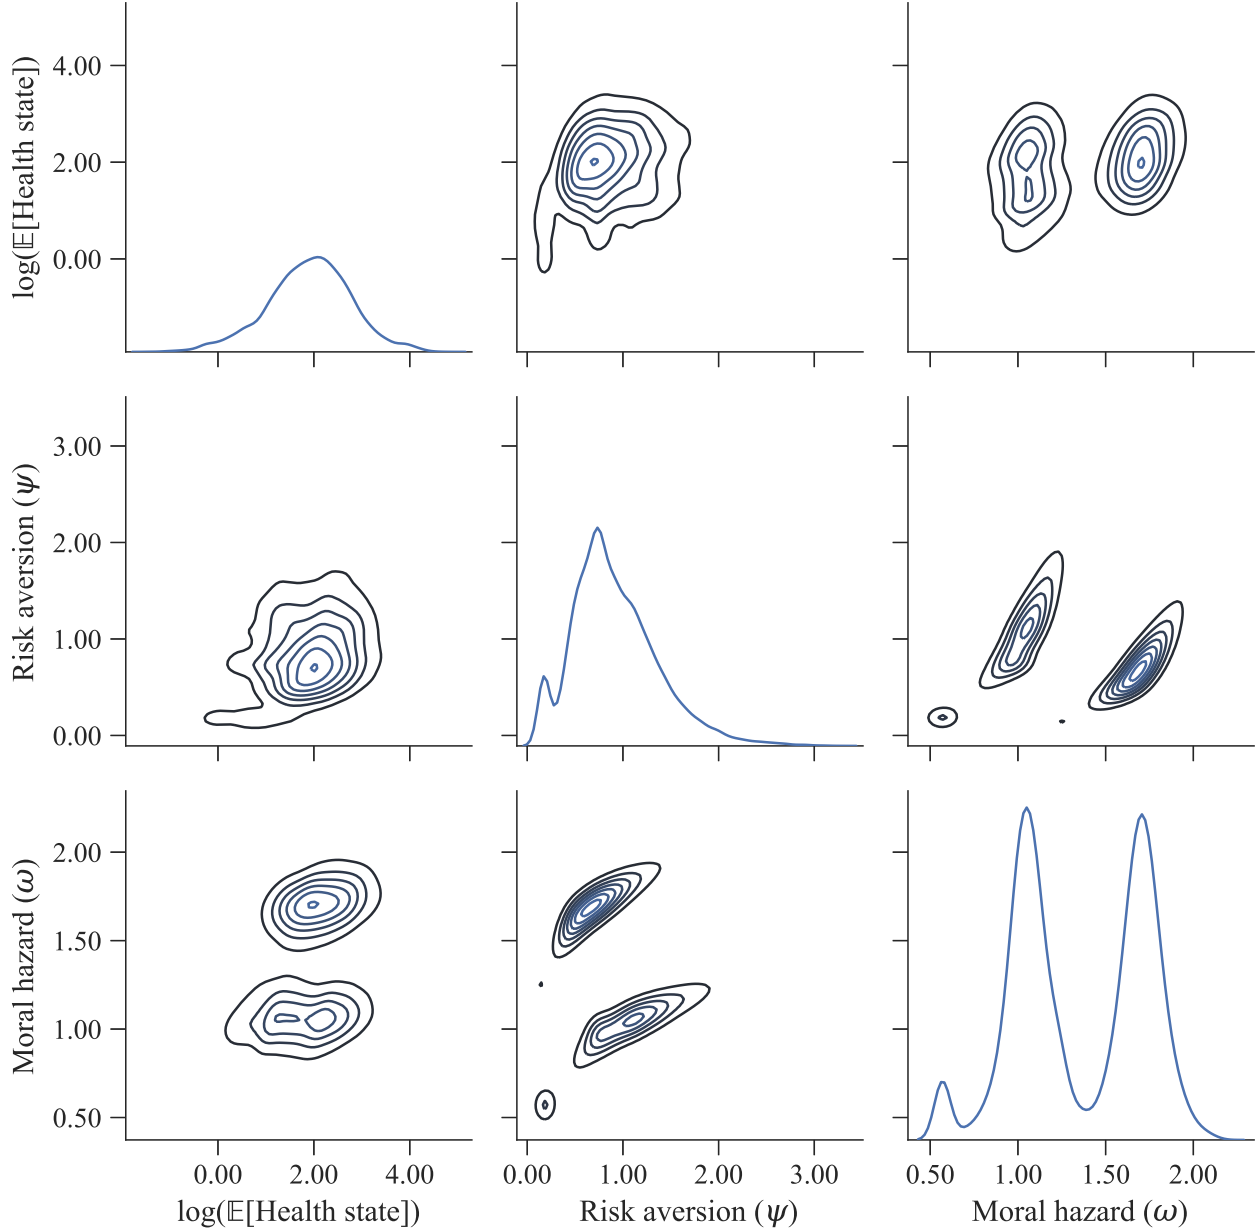 log(𝔼[Health state])
4.00
2.00
0.00
Risk aversion (ψ)
3.00
2.00
1.00
0.00
Moral hazard (ω)
2.00
1.50
1.00
0.50
0.00 2.00 4.00
log(𝔼[Health state])
0.00 1.00 2.00 3.00
Risk aversion (ψ)
0.50 1.00 1.50 2.00
Moral hazard (ω)